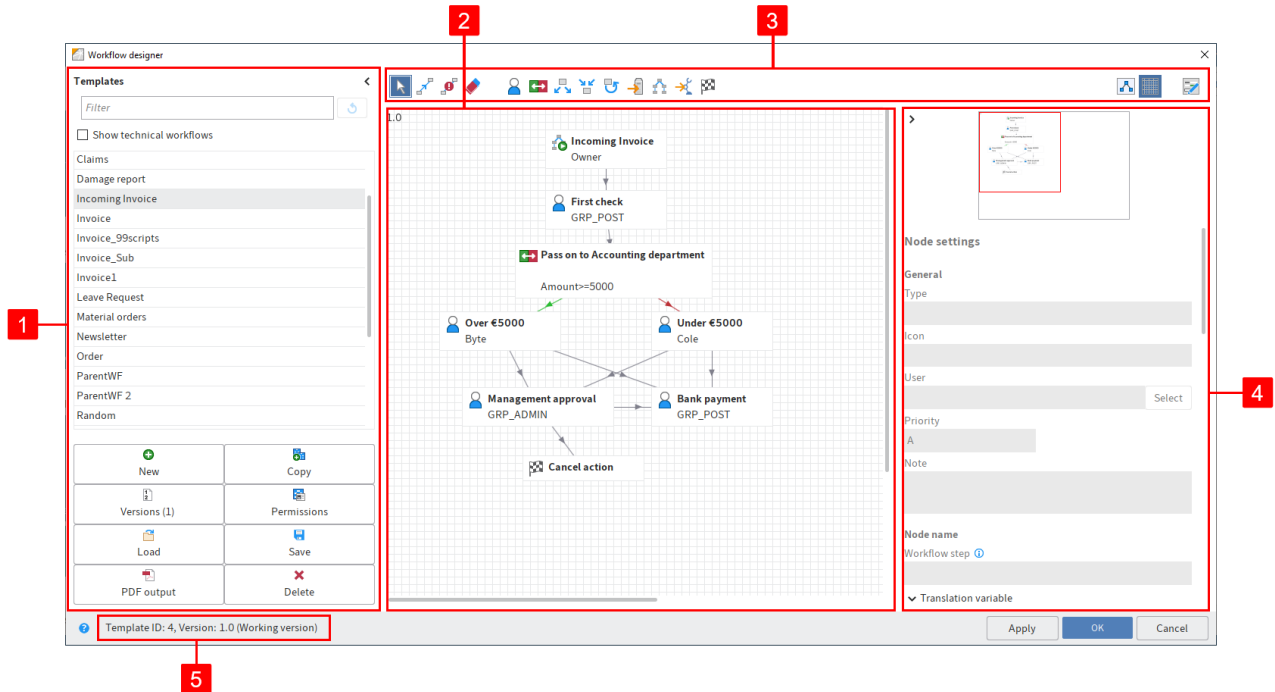 2
3
Workflow designer
Templates
Filter
Show technical workflows
Claims
Damage report
Incoming Invoice
Invoice
Invoice_99scripts
Invoice_Sub
Invoice1
Leave Request
Material orders
Newsletter
Order
ParentWF
ParentWF 2
Random
New
Copy
Versions (1)
Permissions
Load
Save
PDF output
Delete
1
1.0
Incoming Invoice
Owner
First check
GRP_POST
Pass on to Accounting department
Amount>=5000
Over €5000
Byte
Under €5000
Cole
Management approval
GRP_ADMIN
Bank payment
GRP_POST
Cancel action
Node settings
General
Type
Icon
User
Select
Priority
A
Note
Node name
Workflow step
Translation variable
4
Template ID: 4, Version: 1.0 (Working version)
Apply
OK
Cancel
5